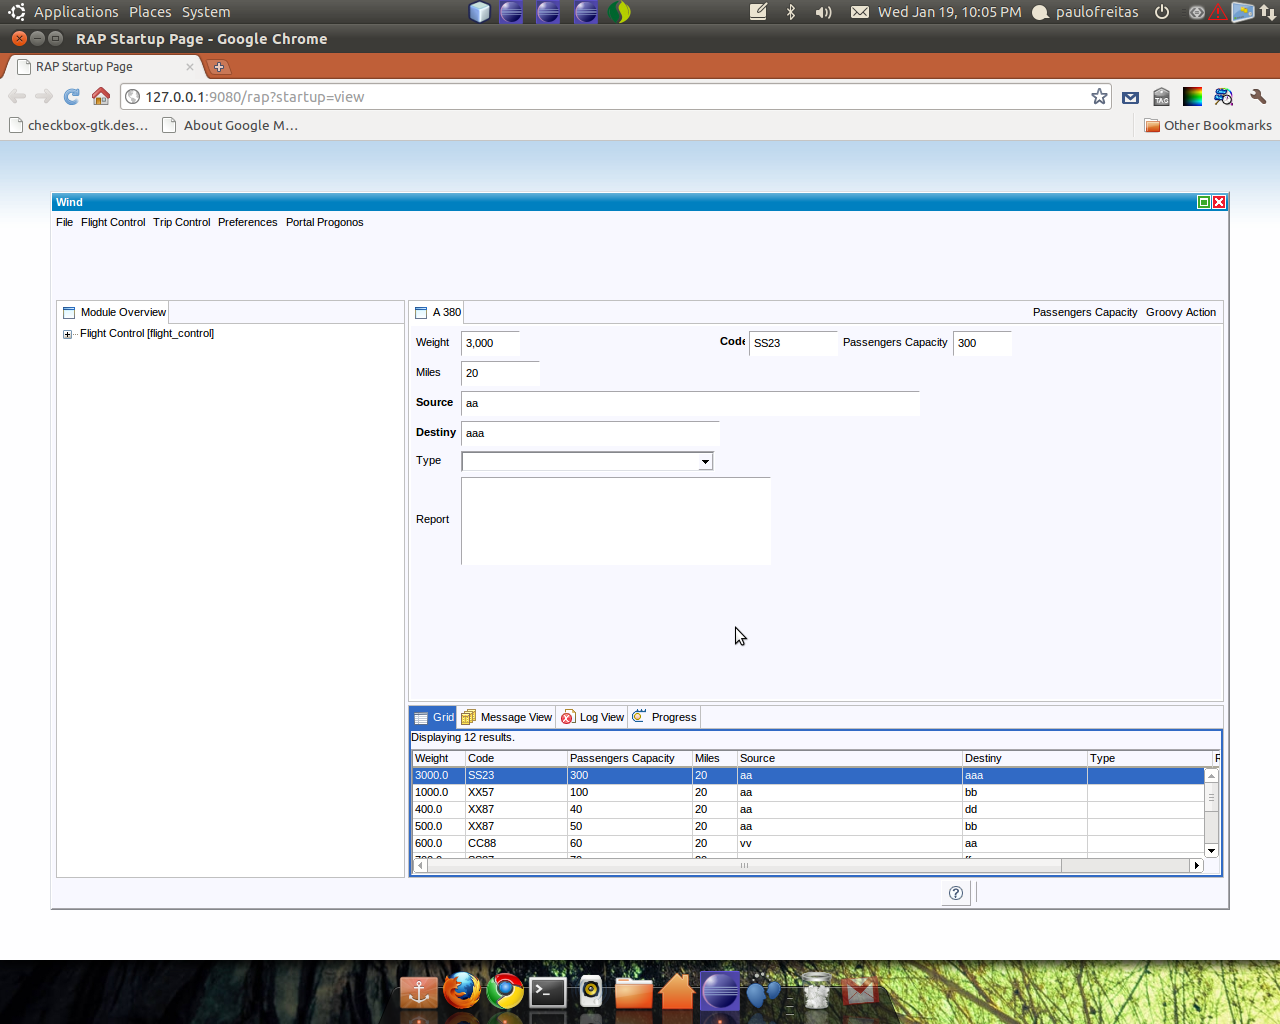 Applications Places System
Wed Jan 19, 10:05 PM paulofreitas
RAP Startup Page - Google Chrome
RAP Startup Page
127.0.0.1:9080/rap?startup=view
TAG
checkbox-gtk.des... About Google M... Other Bookmarks
Wind
File Flight Control Trip Control Preferences Portal Progonos
Module Overview
Flight Control [flight_control]
A 380 Passengers Capacity Groovy Action
Weight 3,000 Code SS23 Passengers Capacity 300
Miles 20
Source aa
Destiny aaa
Type
Report
Grid Message View Log View Progress
Displaying 12 results.
Weight Code Passengers Capacity Miles Source Destiny Type
3000.0 SS23 300 20 aa aaa
1000.0 XX57 100 20 aa bb
400.0 XX87 40 20 aa dd
500.0 XX87 50 20 aa bb
600.0 CC88 60 20 vv aa